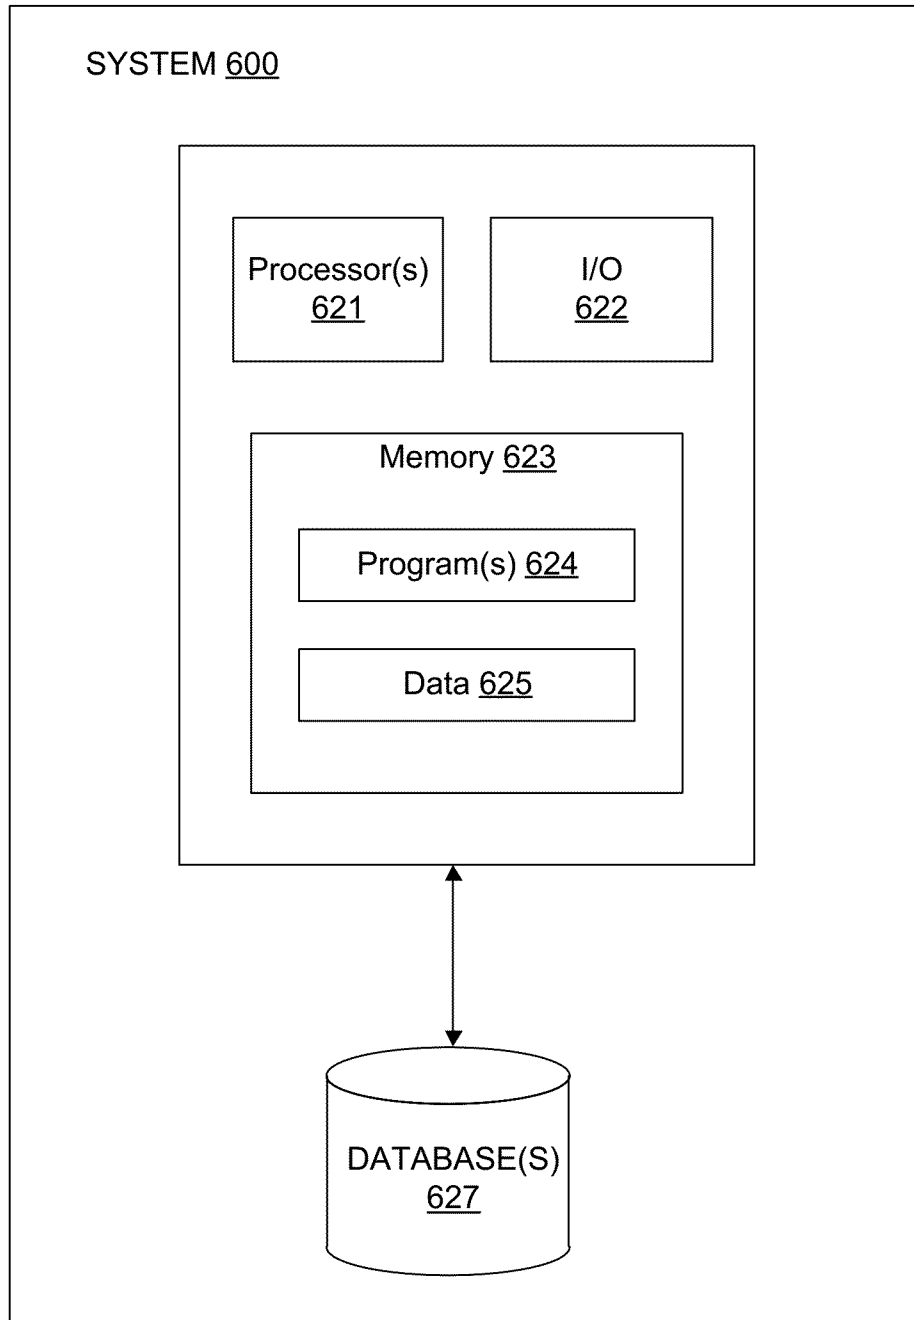 SYSTEM 600
Processor(s)
621
I/O
622
Memory 623
Program(s) 624
Data 625
DATABASE(S)
627